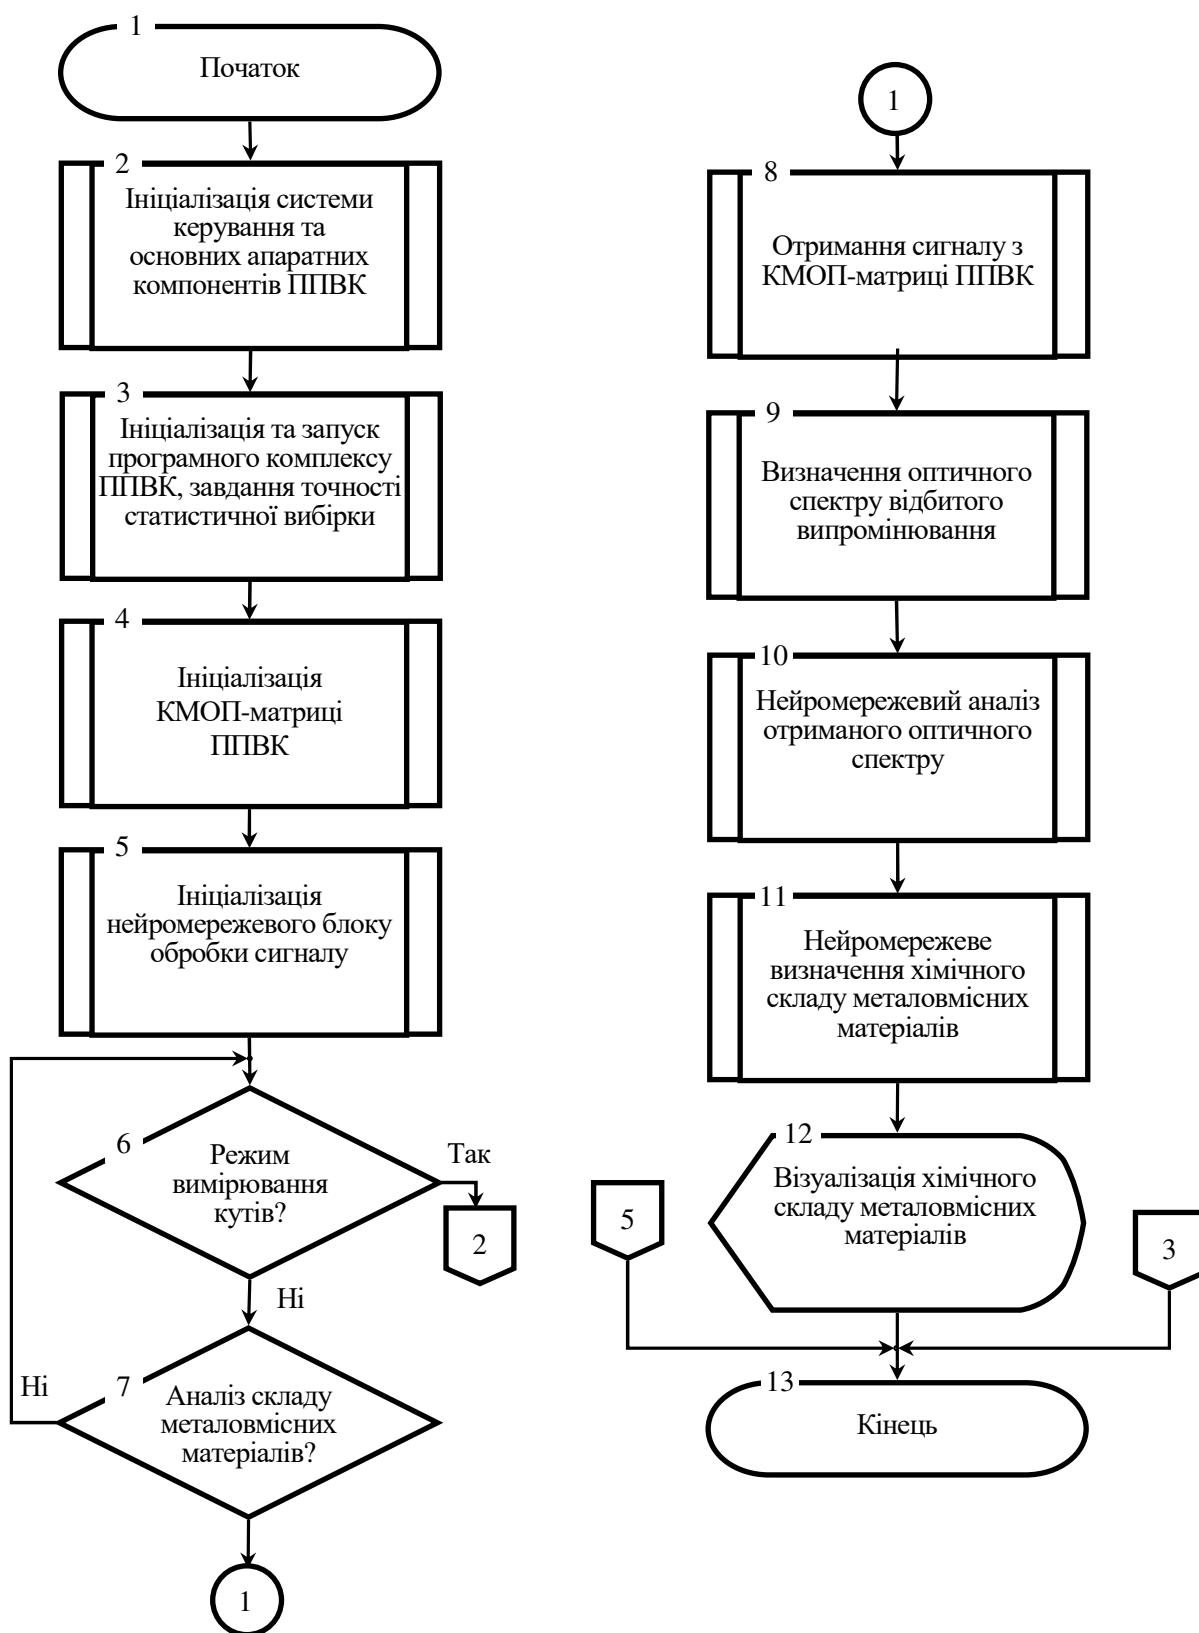 1
Початок
2
Ініціалізація системи
керування та
основних апаратних
компонентів ППВК
3
Ініціалізація та запуск
програмного комплексу
ППВК, завдання точності
статистичної вибірки
4
Ініціалізація
КМОП-матриці
ППВК
5
Ініціалізація
нейромережевого блоку
обробки сигналу
6
Режим
вимірювання
кутів?
Так
2
Ні
7
Ні
Аналіз складу
металовмісних
матеріалів?
1
1
8
Отримання сигналу з
КМОП-матриці ППВК
9
Визначення оптичного
спектру відбитого
випромінювання
10
Нейромережевий аналіз
отриманого оптичного
спектру
11
Нейромережеве
визначення хімічного
складу металовмісних
матеріалів
12
Візуалізація хімічного
складу металовмісних
матеріалів
5
3
13
Кінець